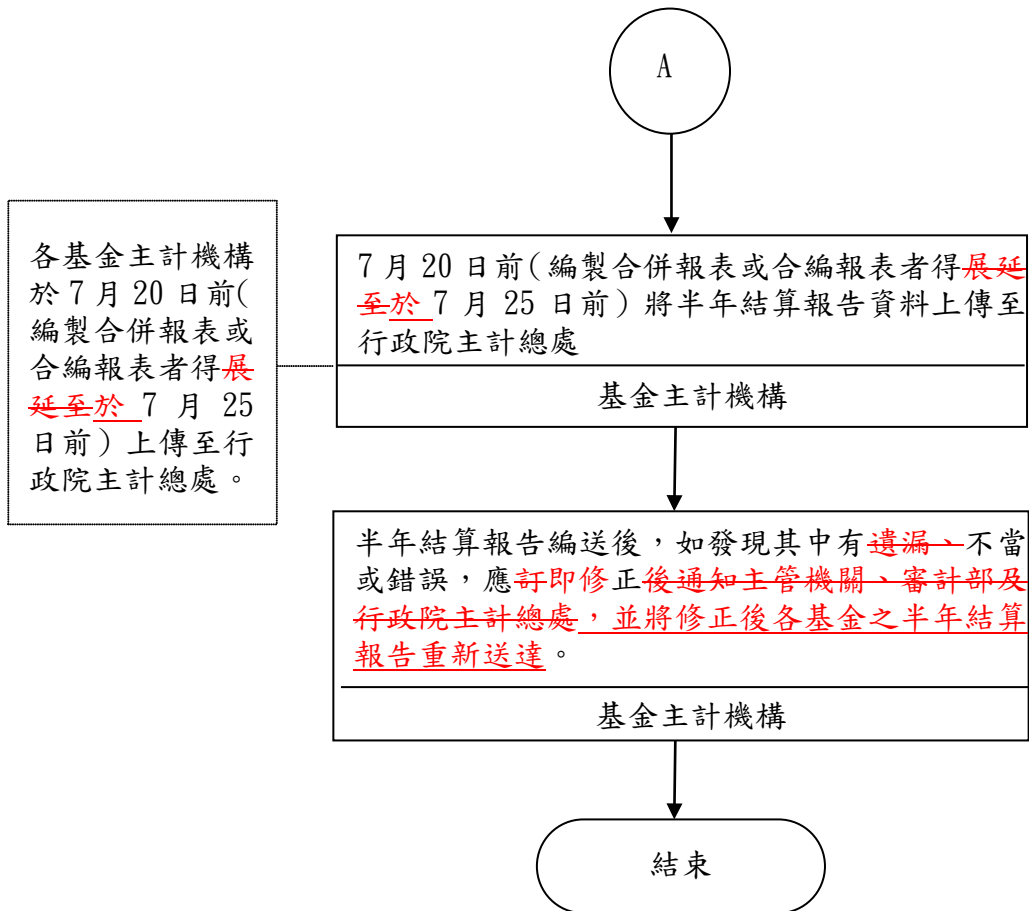 A
各基金主計機構
於7月20日前(
編製合併報表或
合編報表者得展
延至於 7 月 25
日前)上傳至行
政院主計總處。
7月20日前(編製合併報表或合編報表者得展延
至於 7 月 25 日前)將半年結算報告資料上傳至
行政院主計總處
基金主計機構
半年結算報告編送後,如發現其中有遺漏、不當
或錯誤,應訂即修正後通知主管機關、審計部及
行政院主計總處,並將修正後各基金之半年結算
報告重新送達。
基金主計機構
結束